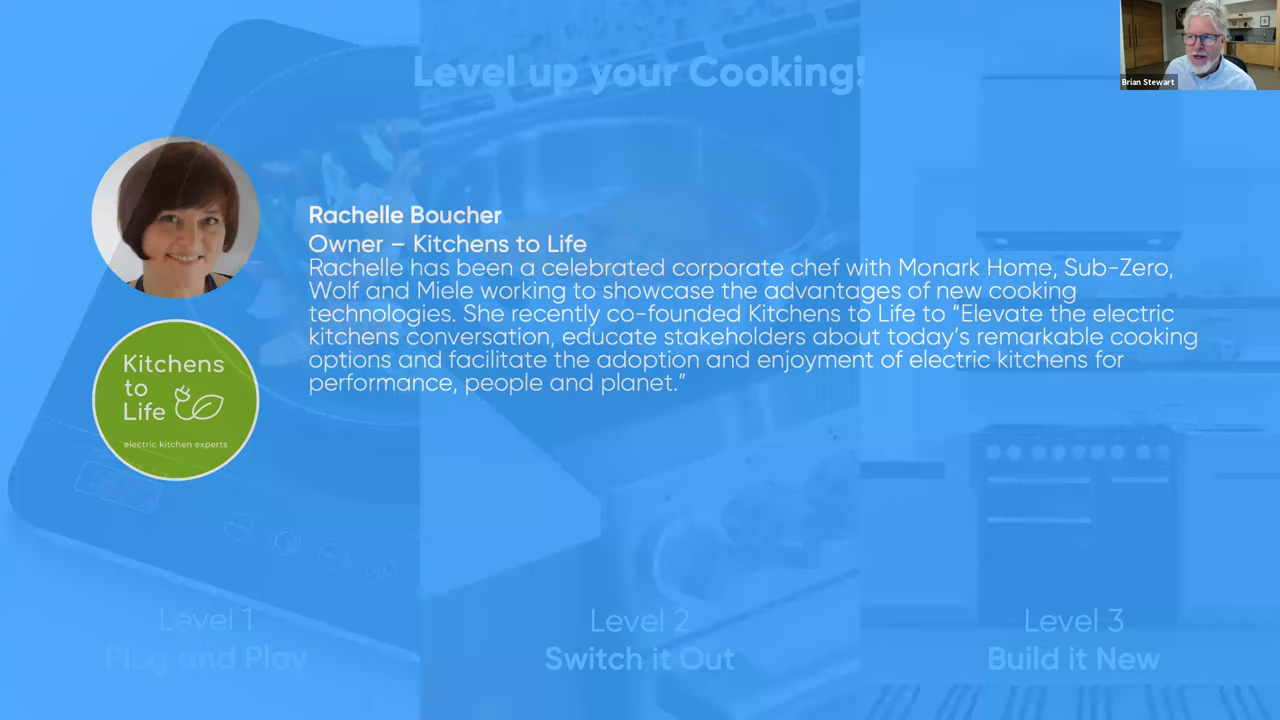 Level up your Cooking!
Brian Stewart
Rachelle Boucher
Owner – Kitchens to Life
Rachelle has been a celebrated corporate chef with Monark Home, Sub-Zero,
Wolf and Miele working to showcase the advantages of new cooking
technologies. She recently co-founded Kitchens to Life to “Elevate the electric
kitchens conversation, educate stakeholders about today’s remarkable cooking
options and facilitate the adoption and enjoyment of electric kitchens for
performance, people and planet.”
Kitchens
to
Life
electric kitchen experts
Level 1
Plug and Play
Level 2
Switch it Out
Level 3
Build it New